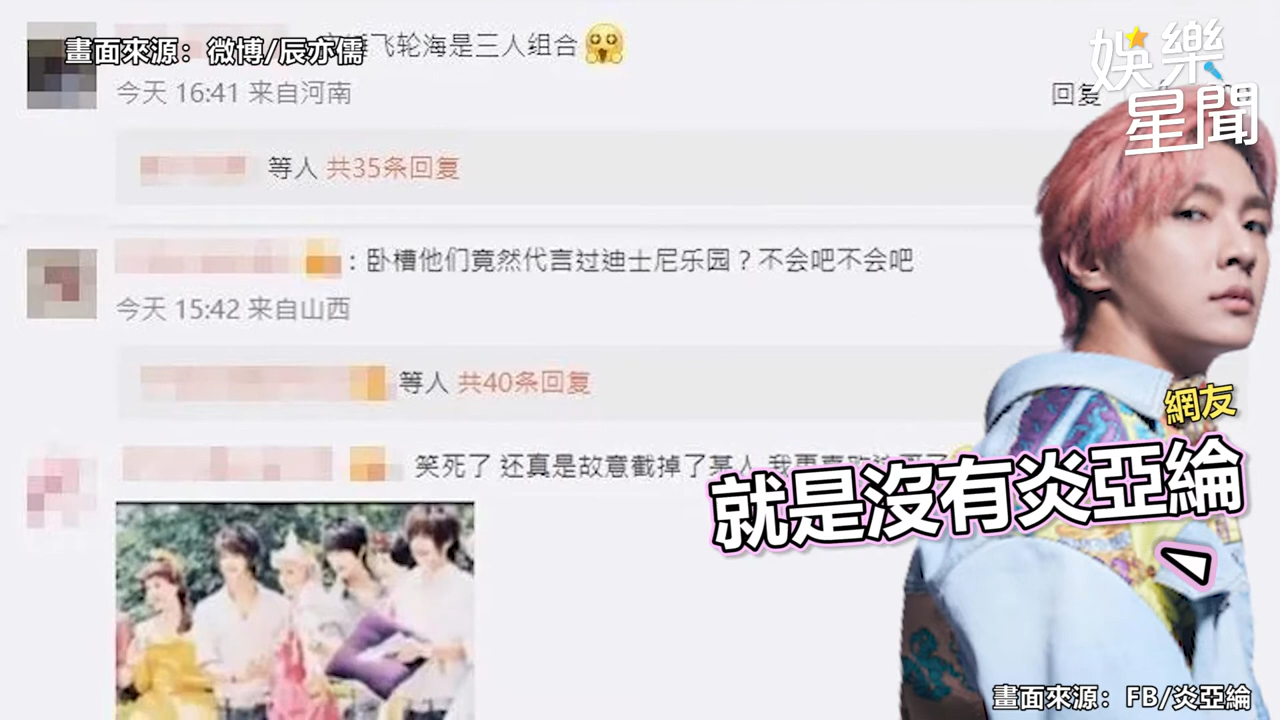 畫面來源：微博/辰亦儒
飞轮海是三人组合
娛樂
星聞
今天 16:41 来自河南
回复
等人 共35条回复
：卧槽他们竟然代言过迪士尼乐园？不会吧不会吧
今天 15:42 来自山西
等人 共40条回复
網友
笑死了 还真是故意截掉了某人
就是沒有炎亞綸
畫面來源：FB/炎亞綸